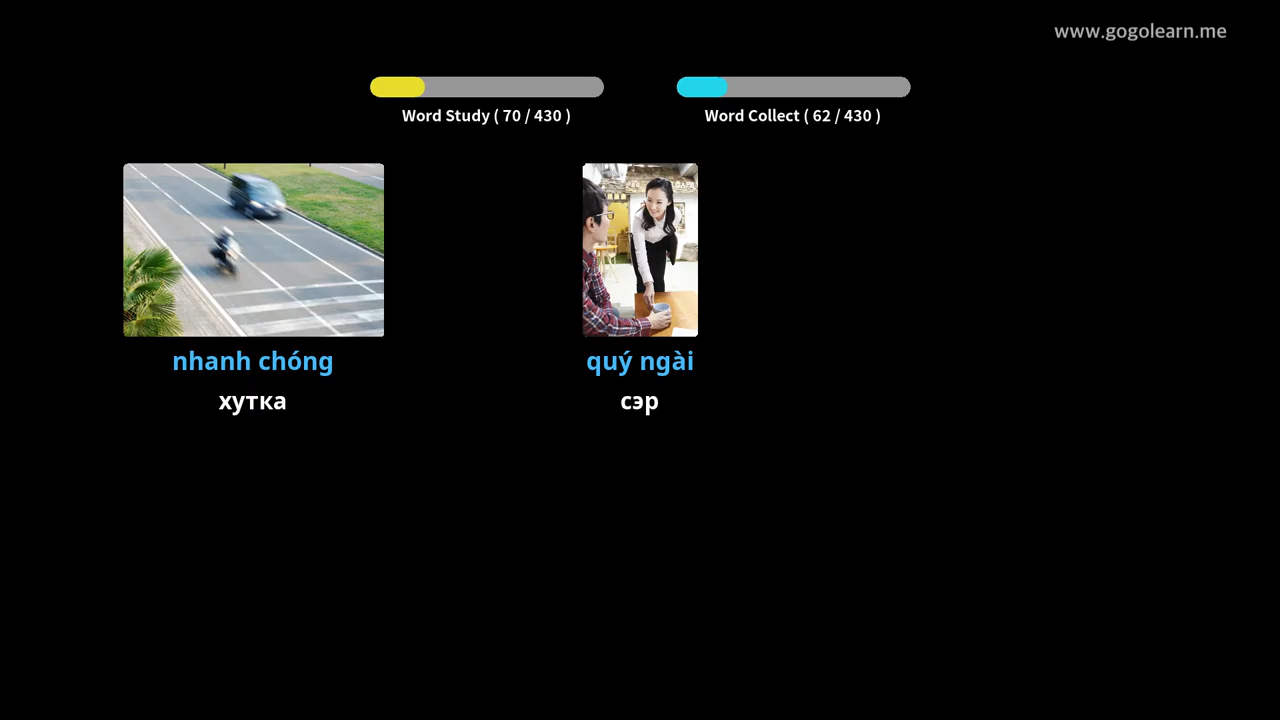 www.gogolearn.me
Word Study ( 70 / 430 )
Word Collect ( 62 / 430 )
nhanh chóng
хутка
quý ngài
сэр